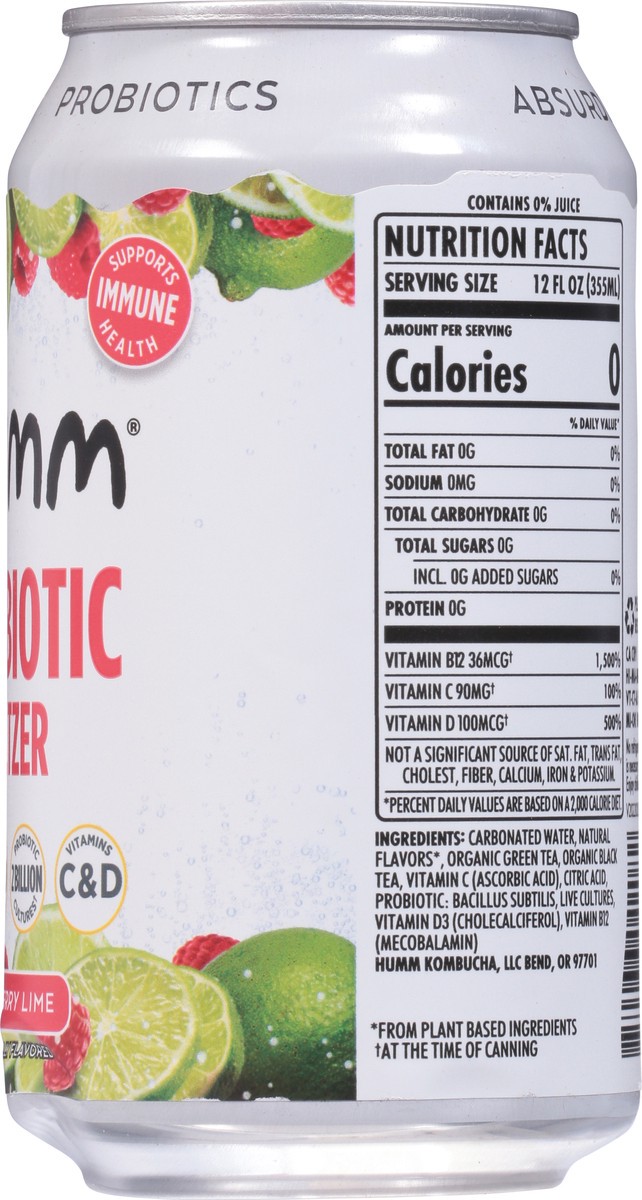 PROBIOTICS
ABSURD
SUPPORTS
IMMUNE
HEALTH
MM®
BIOTIC
TZER
PROBIOTIC
2 BILLION
CULTURES†
VITAMINS
C&D
RRY LIME
FLAVORED
CONTAINS 0% JUICE
NUTRITION FACTS
SERVING SIZE 12 FL OZ (355ML)
AMOUNT PER SERVING
Calories 0
% DAILY VALUE*
TOTAL FAT 0G 0%
SODIUM 0MG 0%
TOTAL CARBOHYDRATE 0G 0%
TOTAL SUGARS 0G
INCL. 0G ADDED SUGARS 0%
PROTEIN 0G
VITAMIN B12 36MCG† 1,500%
VITAMIN C 90MG† 100%
VITAMIN D 100MCG† 500%
NOT A SIGNIFICANT SOURCE OF SAT. FAT, TRANS FAT,
CHOLEST, FIBER, CALCIUM, IRON & POTASSIUM.
*PERCENT DAILY VALUES ARE BASED ON A 2,000 CALORIE DIET.
INGREDIENTS: CARBONATED WATER, NATURAL
FLAVORS*, ORGANIC GREEN TEA, ORGANIC BLACK
TEA, VITAMIN C (ASCORBIC ACID), CITRIC ACID,
PROBIOTIC: BACILLUS SUBTILIS, LIVE CULTURES,
VITAMIN D3 (CHOLECALCIFEROL), VITAMIN B12
(MECOBALAMIN)
HUMM KOMBUCHA, LLC BEND, OR 97701
*FROM PLANT BASED INGREDIENTS
†AT THE TIME OF CANNING